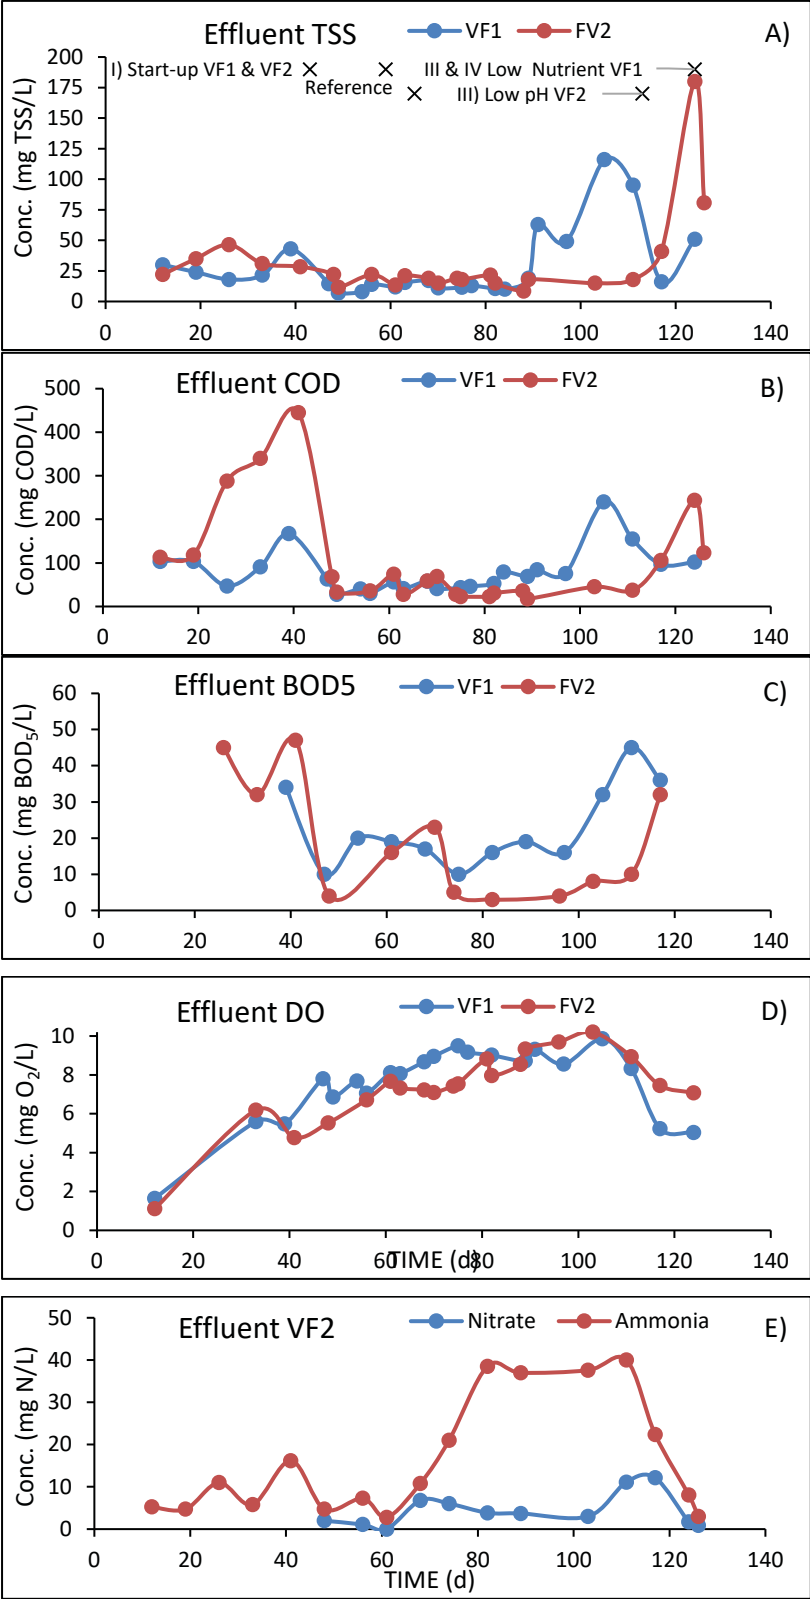 Effluent TSS VF1 FV2 A)
I) Start-up VF1 & VF2 III & IV Low Nutrient VF1
Reference III) Low pH VF2
Conc. (mg TSS/L)
200
175
150
125
100
75
50
25
0
0 20 40 60 80 100 120 140
Effluent COD VF1 FV2 B)
Conc. (mg COD/L)
500
400
300
200
100
0
0 20 40 60 80 100 120 140
Effluent BOD5 VF1 FV2 C)
Conc. (mg BOD₅/L)
60
50
40
30
20
10
0
0 20 40 60 80 100 120 140
Effluent DO VF1 FV2 D)
Conc. (mg O₂/L)
10
8
6
4
2
0
0 20 40 60 80 100 120 140
TIME (d)
Effluent VF2 Nitrate Ammonia E)
Conc. (mg N/L)
50
40
30
20
10
0
0 20 40 60 80 100 120 140
TIME (d)